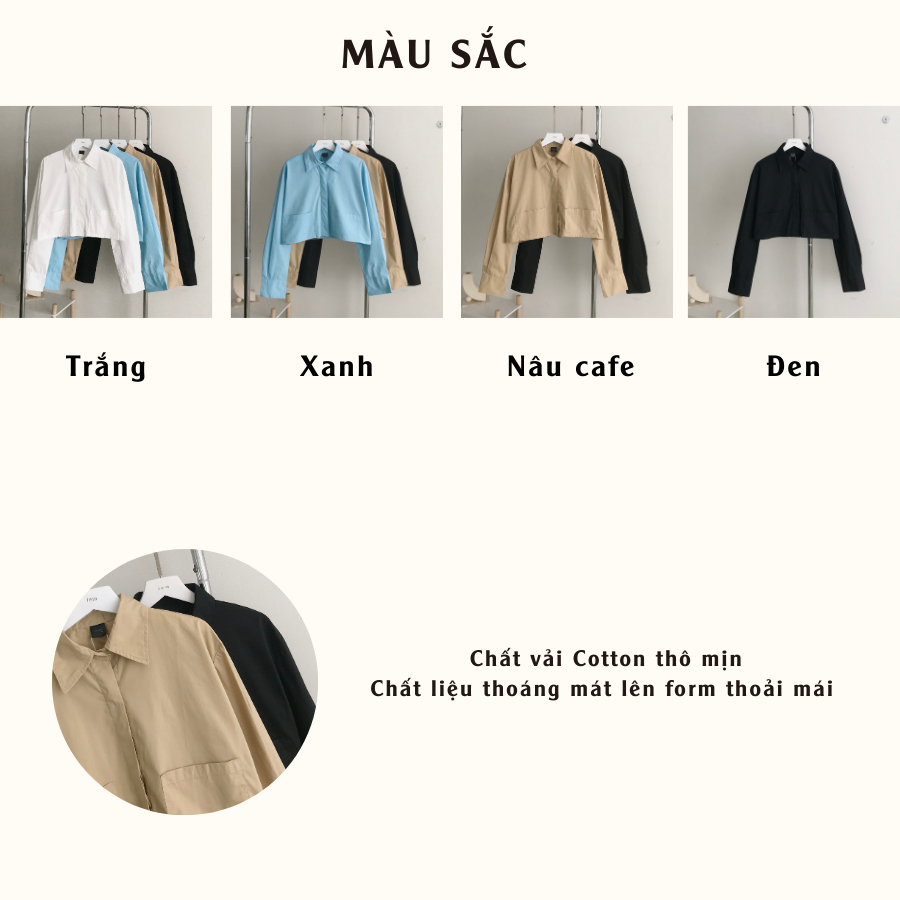 MÀU SẮC
Trắng
Xanh
Nâu cafe
Đen
Chất vải Cotton thô mịn
Chất liệu thoáng mát lên form thoải mái